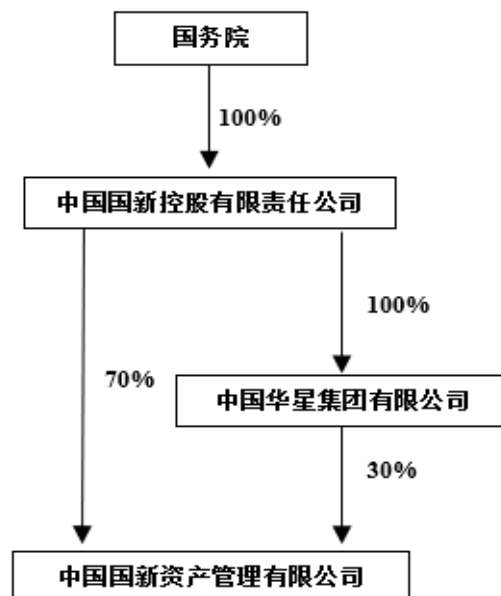 国务院
100%
中国国新控股有限责任公司
100%
70%
中国华星集团有限公司
30%
中国国新资产管理有限公司